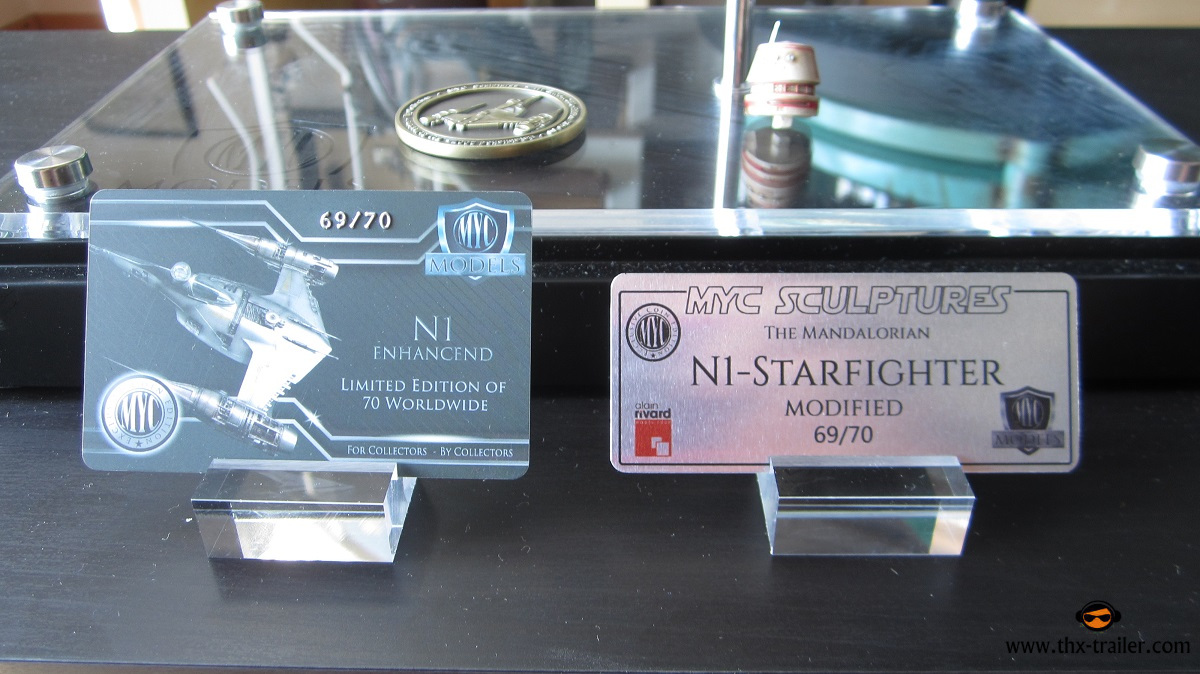 69/70
MYC
MODELS
N1
ENHANCEND
LIMITED EDITION OF
70 WORLDWIDE
MYC
FOR COLLECTORS - BY COLLECTORS
MYC SCULPTURES
MYC
THE MANDALORIAN
N1-STARFIGHTER
MODIFIED
69/70
alain
rivard
MYC
MODELS
www.thx-trailer.com